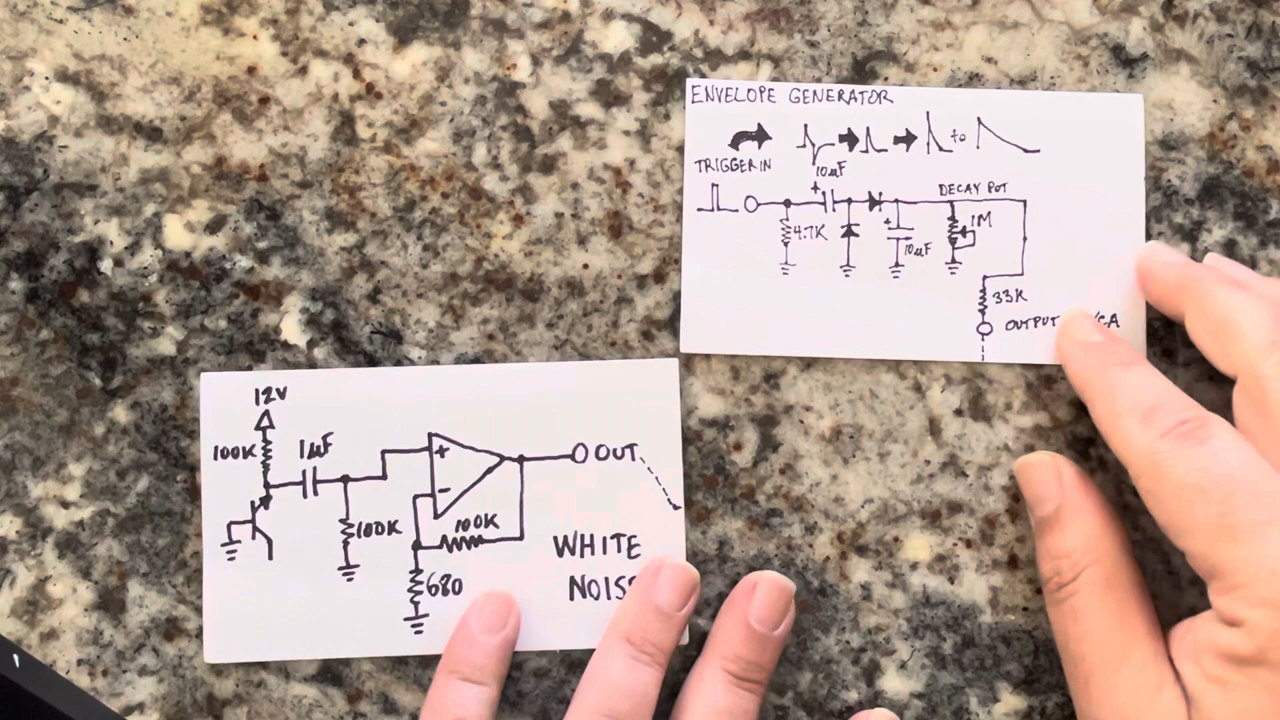 ENVELOPE GENERATOR
to
TRIGGER IN
10uF
DECAY POT
+
4.7K
+
10uF
1M
33K
OUTPUT
12V
100K
1uF
+
-
OUT
100K
100K
680
WHITE